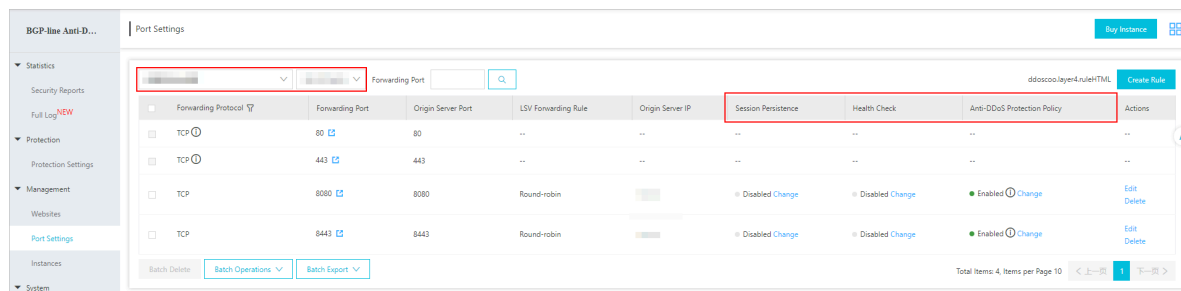 BGP-line Anti-D...
Port Settings
Buy Instance
Statistics
Security Reports
Full Log NEW
Protection
Protection Settings
Management
Websites
Port Settings
Instances
System
Forwarding Port
ddoscoo.layer4.ruleHTML
Create Rule
Forwarding Protocol Forwarding Port Origin Server Port LSV Forwarding Rule Origin Server IP Session Persistence Health Check Anti-DDoS Protection Policy Actions
TCP 80 80 -- -- -- -- -- --
TCP 443 443 -- -- -- -- -- --
TCP 8080 8080 Round-robin Disabled Change Disabled Change Enabled Change Edit
Delete
TCP 8443 8443 Round-robin Disabled Change Disabled Change Enabled Change Edit
Delete
Batch Delete Batch Operations Batch Export Total Items: 4, Items per Page 10 < 上一页 1 下一页 >